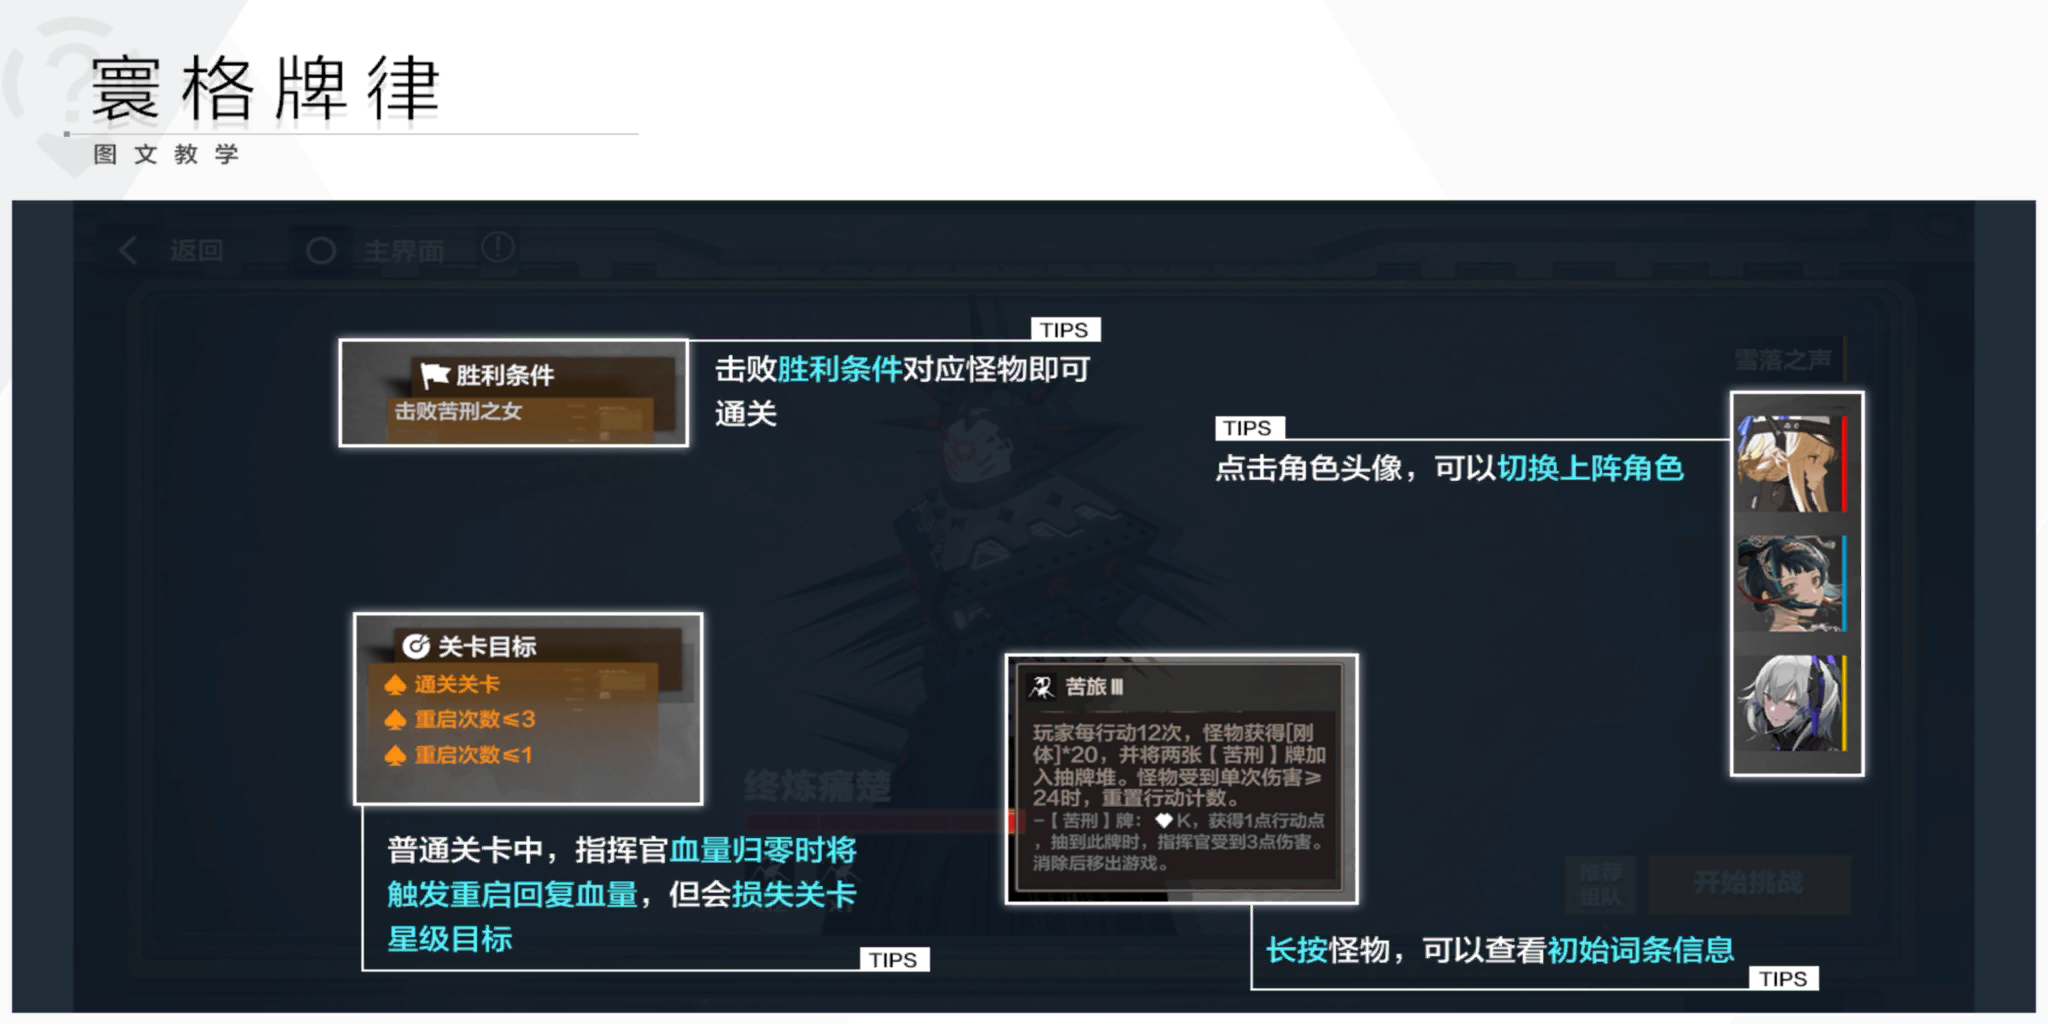 寰格牌律
图文教学
返回
主界面
TIPS
胜利条件
击败苦刑之女
击败胜利条件对应怪物即可
通关
雪落之声
TIPS
点击角色头像，可以切换上阵角色
关卡目标
通关关卡
重启次数≤3
重启次数≤1
终炼痛楚
苦旅Ⅲ
玩家每行动12次，怪物获得[刚
体]*20，并将两张【苦刑】牌加
入抽牌堆。怪物受到单次伤害≥
24时，重置行动计数。
-【苦刑】牌：♥K，获得1点行动点
，抽到此牌时，指挥官受到3点伤害。
消除后移出游戏。
普通关卡中，指挥官血量归零时将
触发重启回复血量，但会损失关卡
星级目标
TIPS
推荐
组队
开始挑战
长按怪物，可以查看初始词条信息
TIPS